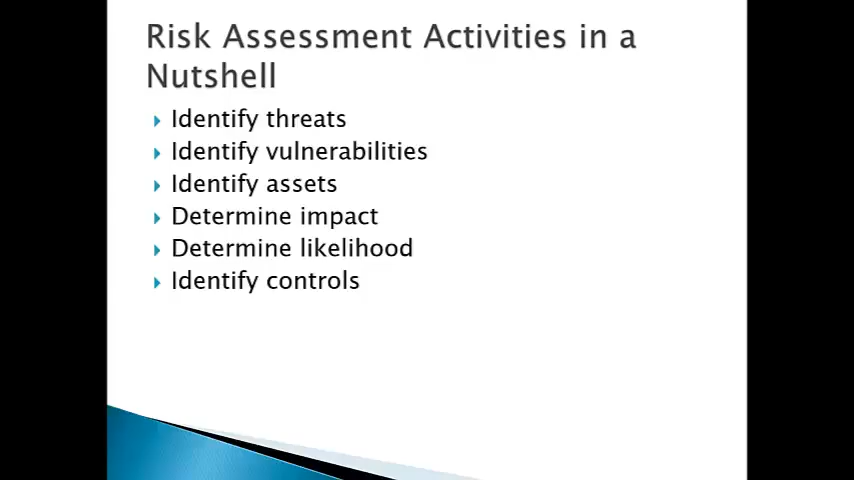 Risk Assessment Activities in a
Nutshell
Identify threats
Identify vulnerabilities
Identify assets
Determine impact
Determine likelihood
Identify controls